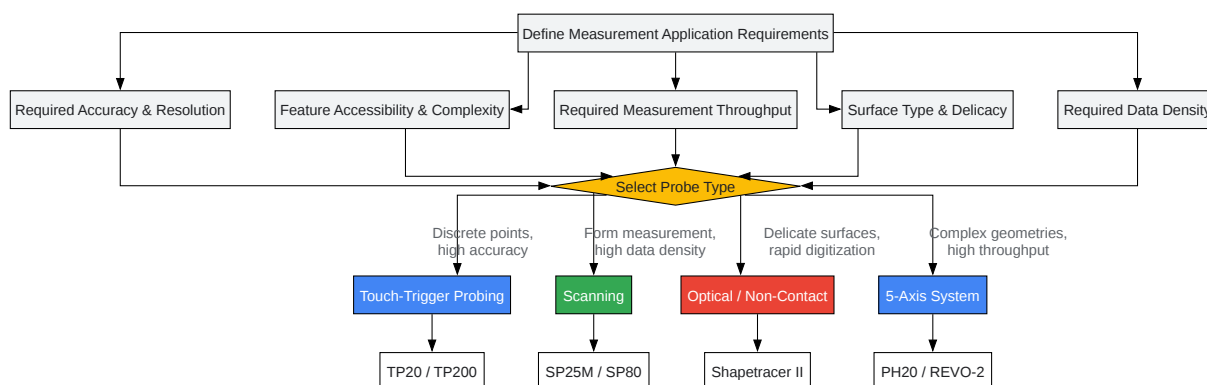 Define Measurement Application Requirements
Required Accuracy & Resolution
Feature Accessibility & Complexity
Required Measurement Throughput
Surface Type & Delicacy
Required Data Density
Select Probe Type
Discrete points,
high accuracy
Form measurement,
high data density
Delicate surfaces,
rapid digitization
Complex geometries,
high throughput
Touch-Trigger Probing
Scanning
Optical / Non-Contact
5-Axis System
TP20 / TP200
SP25M / SP80
Shapetracer II
PH20 / REVO-2